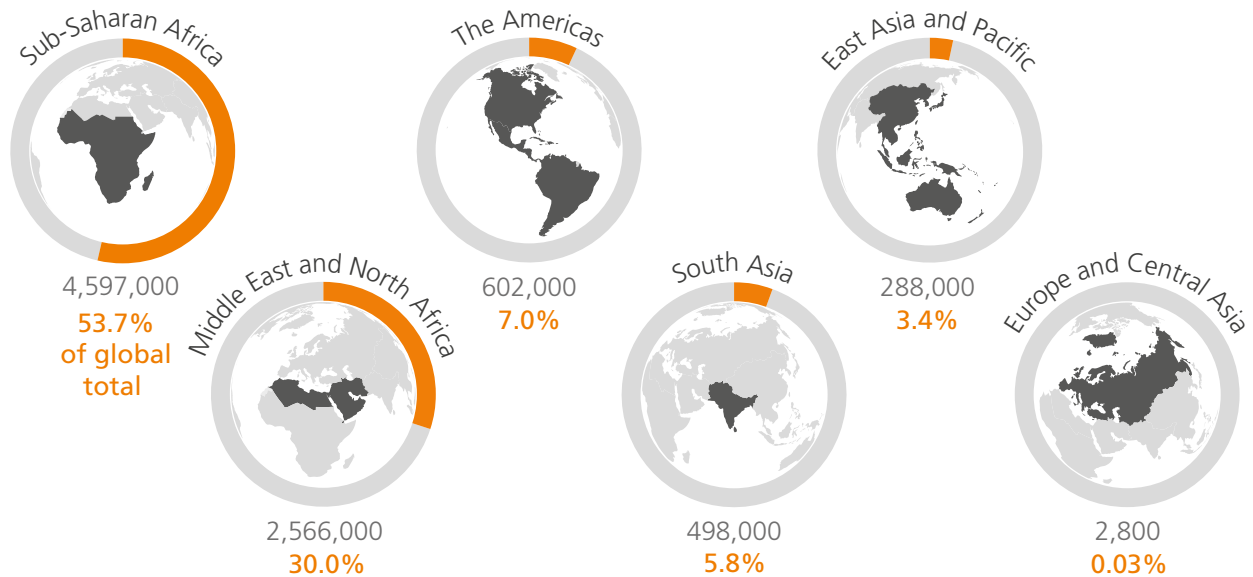 Sub-Saharan Africa
4,597,000
53.7%
of global
total
Middle East and North Africa
2,566,000
30.0%
The Americas
602,000
7.0%
South Asia
498,000
5.8%
East Asia and Pacific
288,000
3.4%
Europe and Central Asia
2,800
0.03%